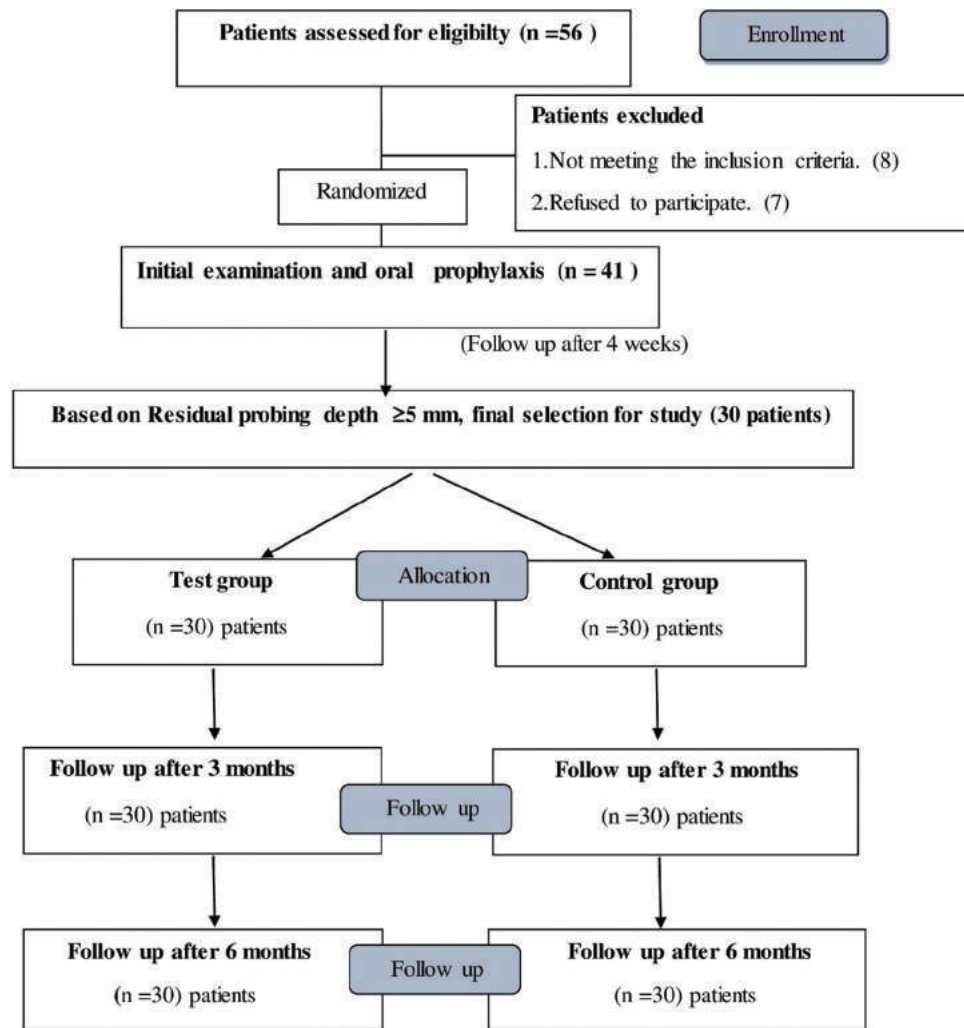 Patients assessed for eligibilty (n =56 )
Enrollment
Patients excluded
1.Not meeting the inclusion criteria. (8)
2.Refused to participate. (7)
Randomized
Initial examination and oral prophylaxis (n = 41 )
(Follow up after 4 weeks)
Based on Residual probing depth ≥5 mm, final selection for study (30 patients)
Allocation
Test group
(n =30) patients
Control group
(n =30) patients
Follow up after 3 months
(n =30) patients
Follow up
Follow up after 3 months
(n =30) patients
Follow up after 6 months
(n =30) patients
Follow up
Follow up after 6 months
(n =30) patients